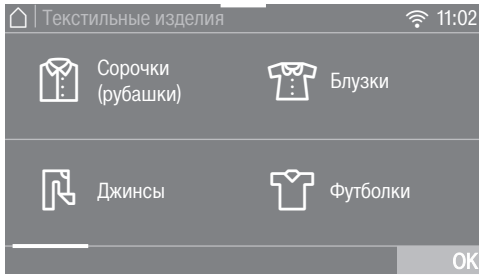 Текстильные изделия
11:02
Сорочки
(рубашки)
Блузки
Джинсы
Футболки
OK